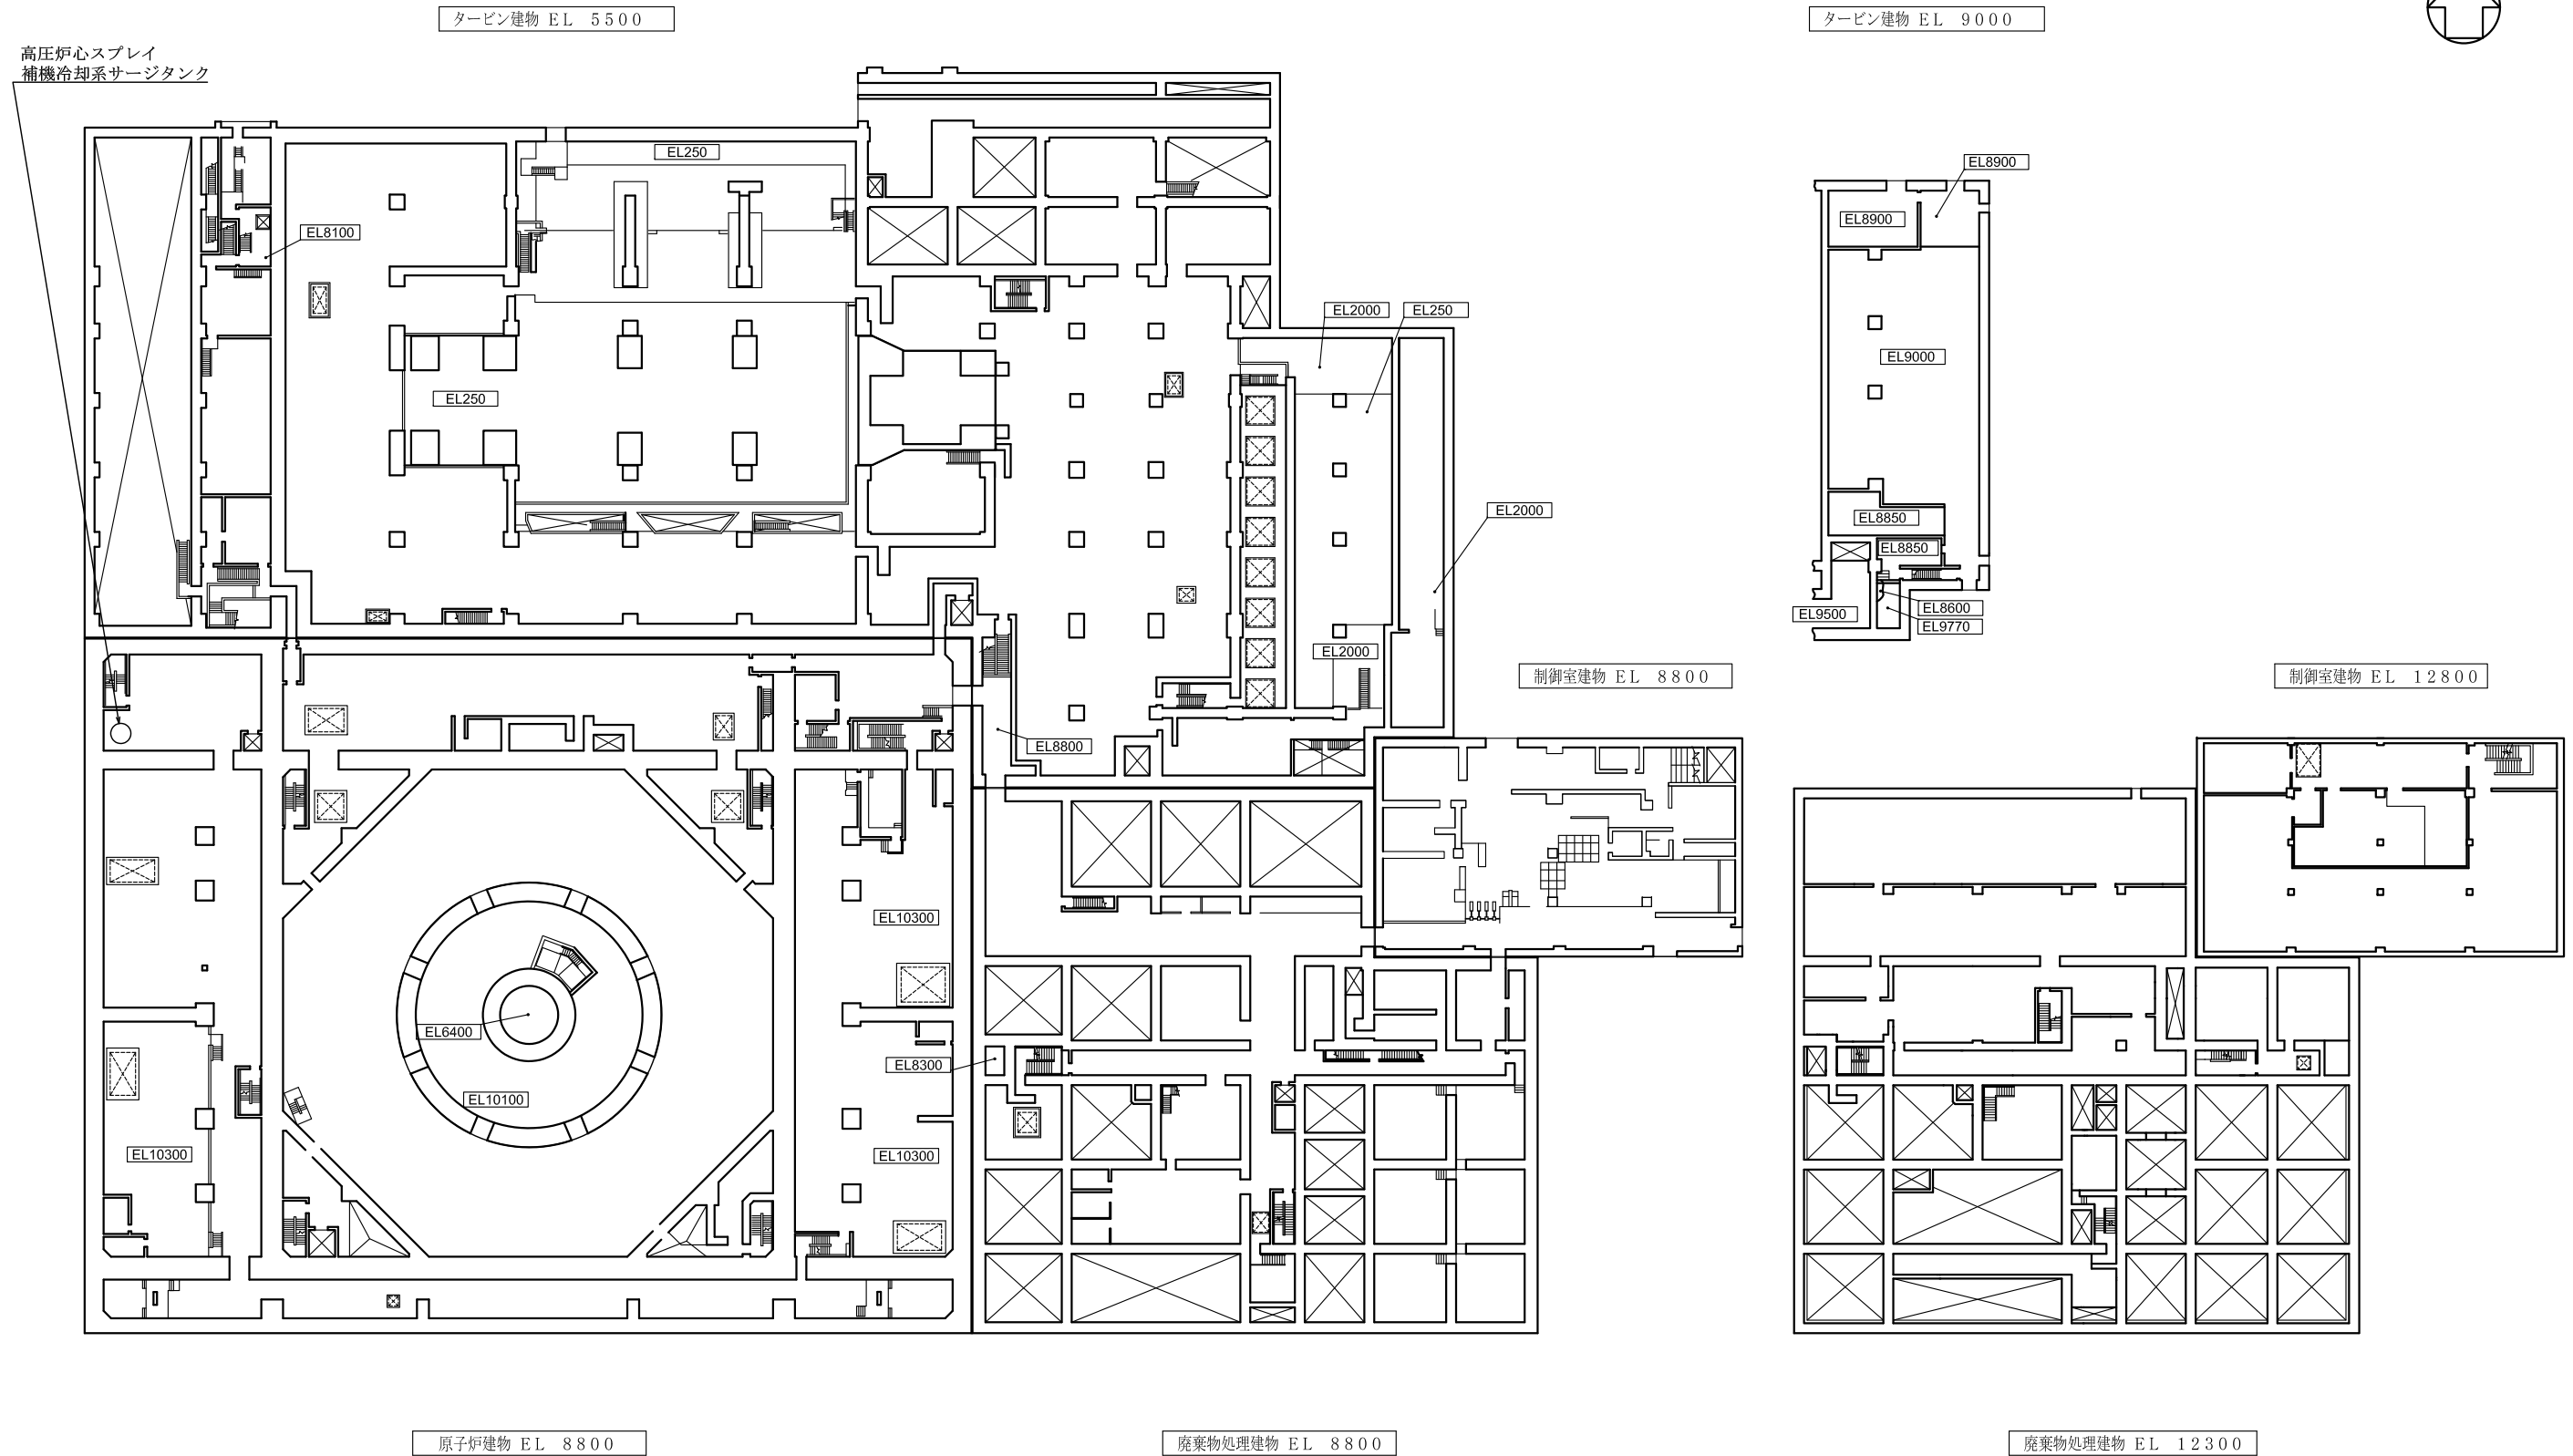 タービン建物 EL 5500
タービン建物 EL 9000
高圧炉心スプレイ
補機冷却系サージタンク
EL250
EL8900
EL8900
EL8100
EL2000
EL250
EL9000
EL250
EL2000
EL8850
EL8850
EL8600
EL9500
EL9770
EL2000
制御室建物 EL 8800
制御室建物 EL 12800
EL8800
EL10300
EL6400
EL8300
EL10100
EL10300
EL10300
原子炉建物 EL 8800
廃棄物処理建物 EL 8800
廃棄物処理建物 EL 12300